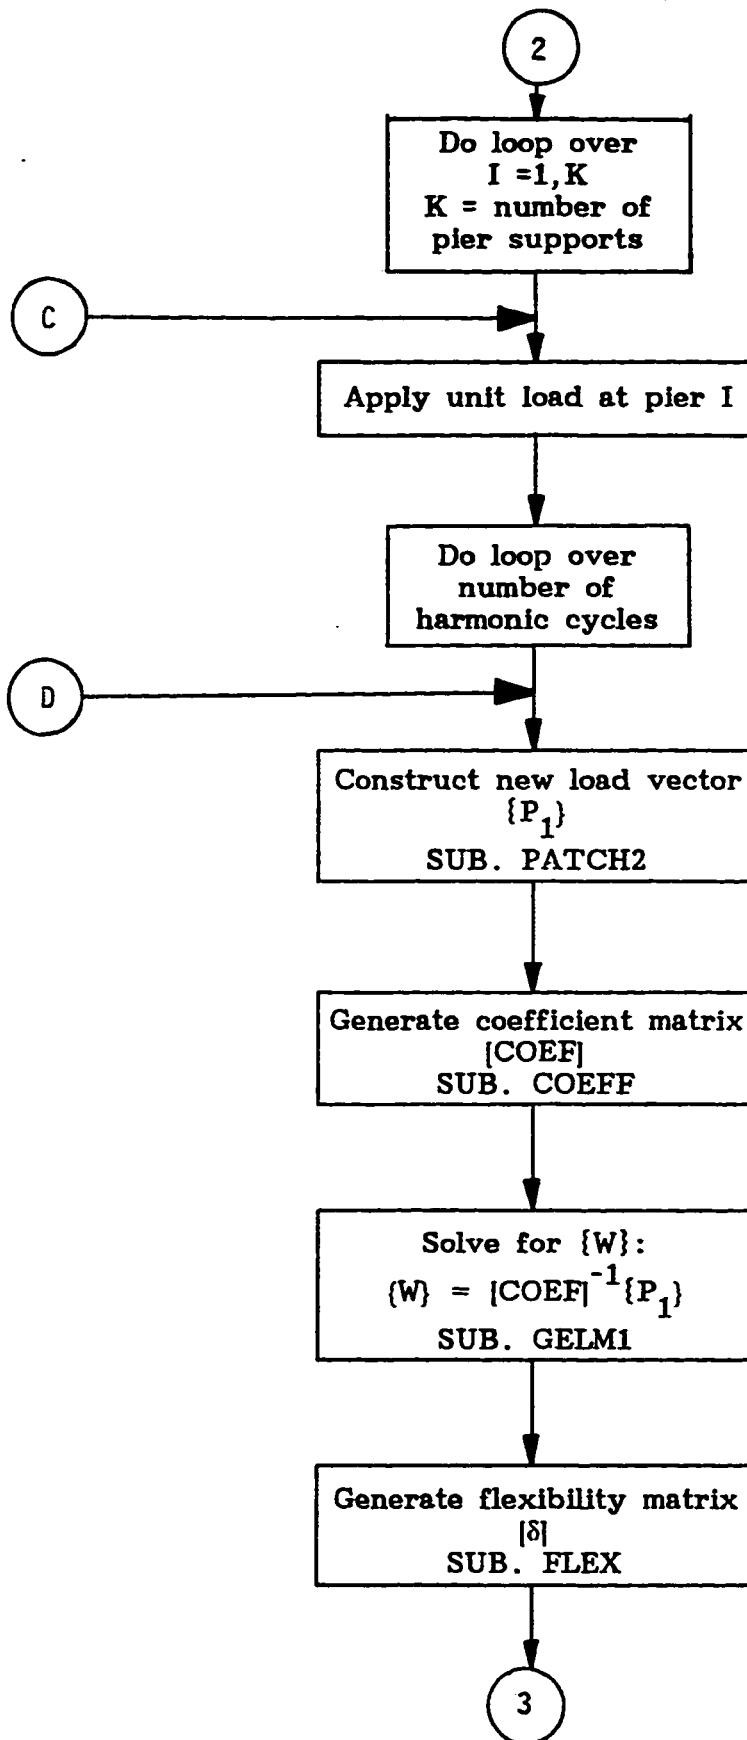 2
Do loop over
I =1,K
K = number of
pier supports
C
Apply unit load at pier I
Do loop over
number of
harmonic cycles
D
Construct new load vector
{P₁}
SUB. PATCH2
Generate coefficient matrix
[COEF]
SUB. COEFF
Solve for {W}:
{W} = [COEF]⁻¹{P₁}
SUB. GELM1
Generate flexibility matrix
[δ]
SUB. FLEX
3